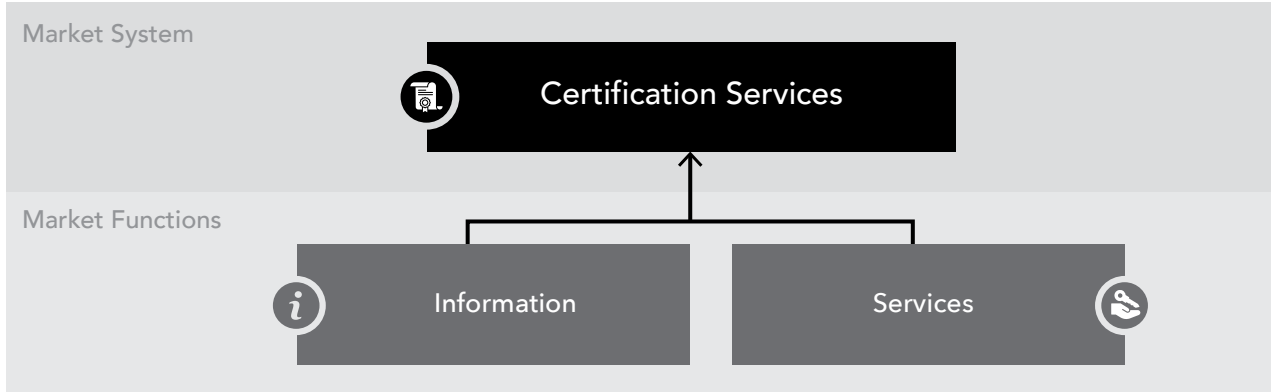 Market System
Certification Services
Market Functions
Information
Services